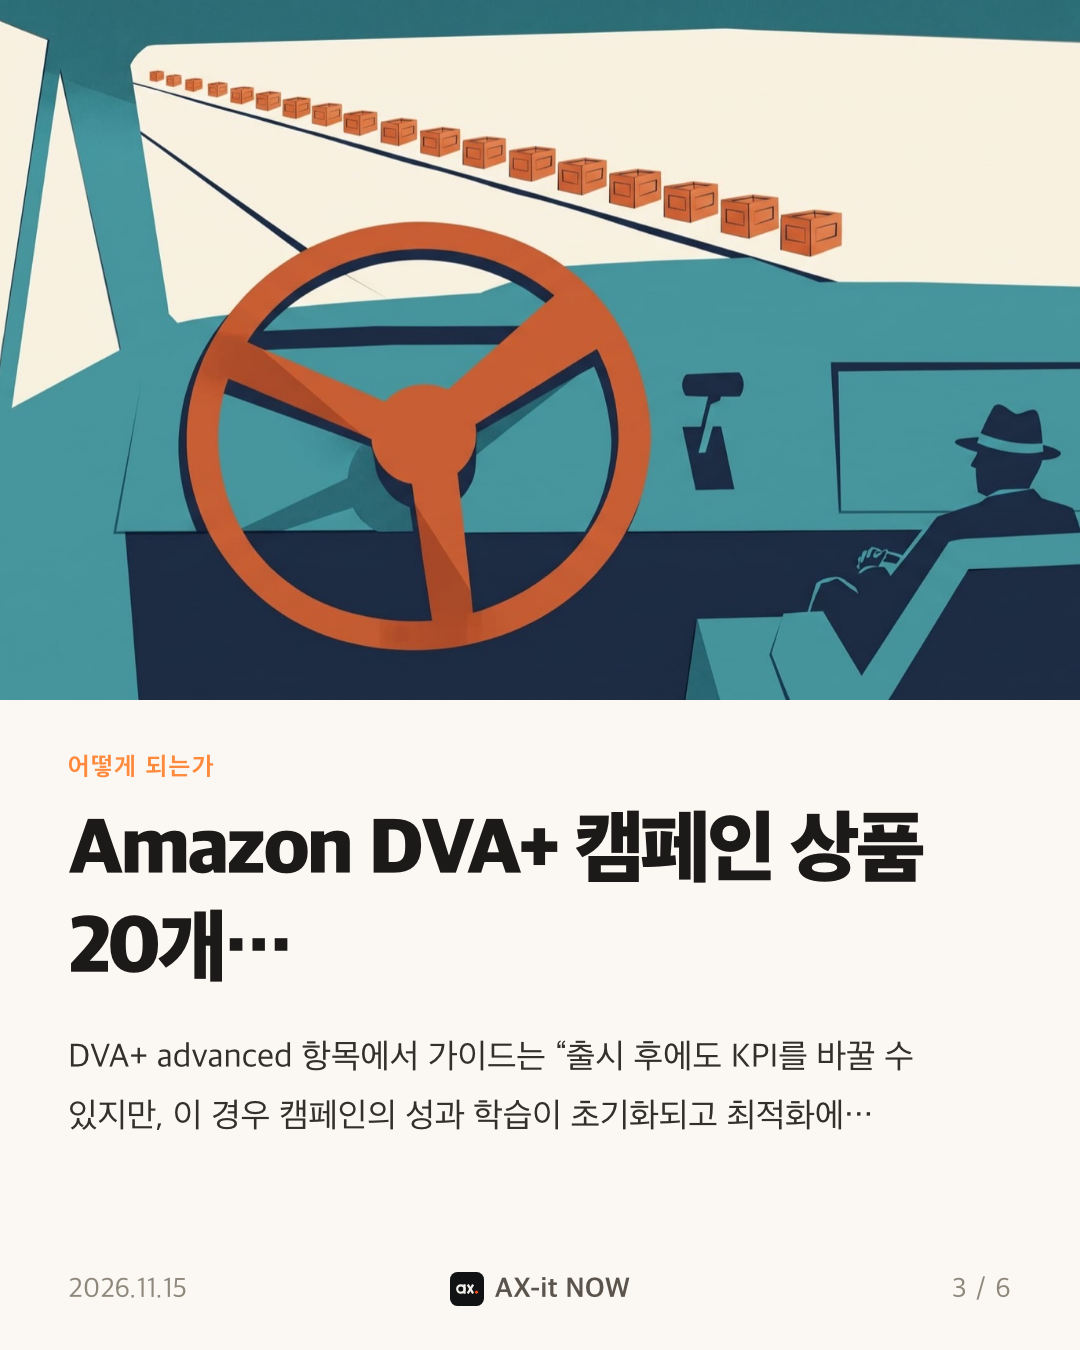 어떻게 되는가
Amazon DVA+ 캠페인 상품
20개…
DVA+ advanced 항목에서 가이드는 “출시 후에도 KPI를 바꿀 수
있지만, 이 경우 캠페인의 성과 학습이 초기화되고 최적화에…
2026.11.15
ax.
AX-it NOW
3 / 6